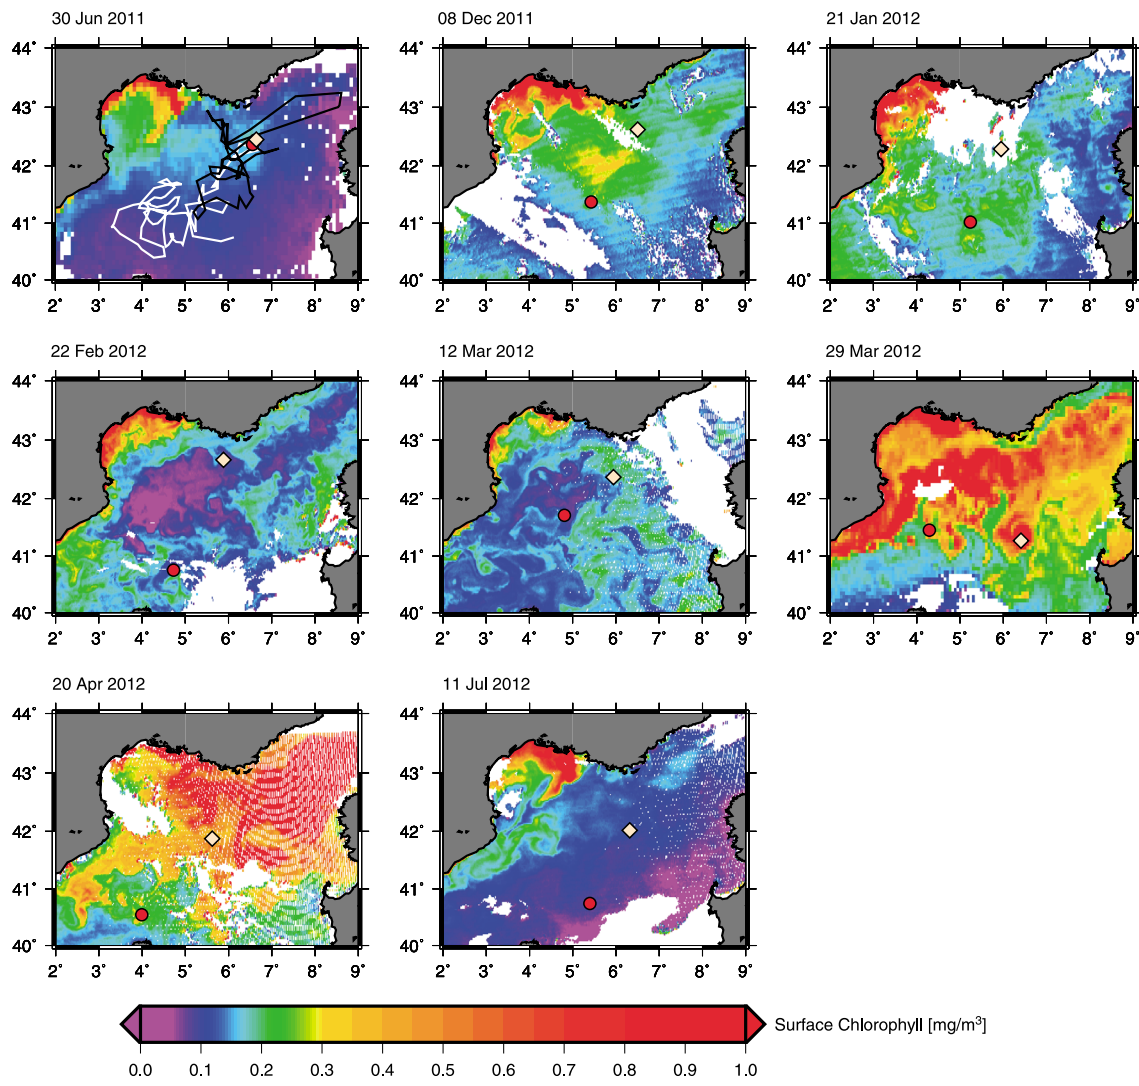 30 Jun 2011
08 Dec 2011
21 Jan 2012
44˚ 43˚ 42˚ 41˚ 40˚
2˚ 3˚ 4˚ 5˚ 6˚ 7˚ 8˚ 9˚
44˚ 43˚ 42˚ 41˚ 40˚
2˚ 3˚ 4˚ 5˚ 6˚ 7˚ 8˚ 9˚
44˚ 43˚ 42˚ 41˚ 40˚
2˚ 3˚ 4˚ 5˚ 6˚ 7˚ 8˚ 9˚
22 Feb 2012
12 Mar 2012
29 Mar 2012
44˚ 43˚ 42˚ 41˚ 40˚
2˚ 3˚ 4˚ 5˚ 6˚ 7˚ 8˚ 9˚
44˚ 43˚ 42˚ 41˚ 40˚
2˚ 3˚ 4˚ 5˚ 6˚ 7˚ 8˚ 9˚
44˚ 43˚ 42˚ 41˚ 40˚
2˚ 3˚ 4˚ 5˚ 6˚ 7˚ 8˚ 9˚
20 Apr 2012
11 Jul 2012
44˚ 43˚ 42˚ 41˚ 40˚
2˚ 3˚ 4˚ 5˚ 6˚ 7˚ 8˚ 9˚
44˚ 43˚ 42˚ 41˚ 40˚
2˚ 3˚ 4˚ 5˚ 6˚ 7˚ 8˚ 9˚
Surface Chlorophyll [mg/m³]
0.0 0.1 0.2 0.3 0.4 0.5 0.6 0.7 0.8 0.9 1.0